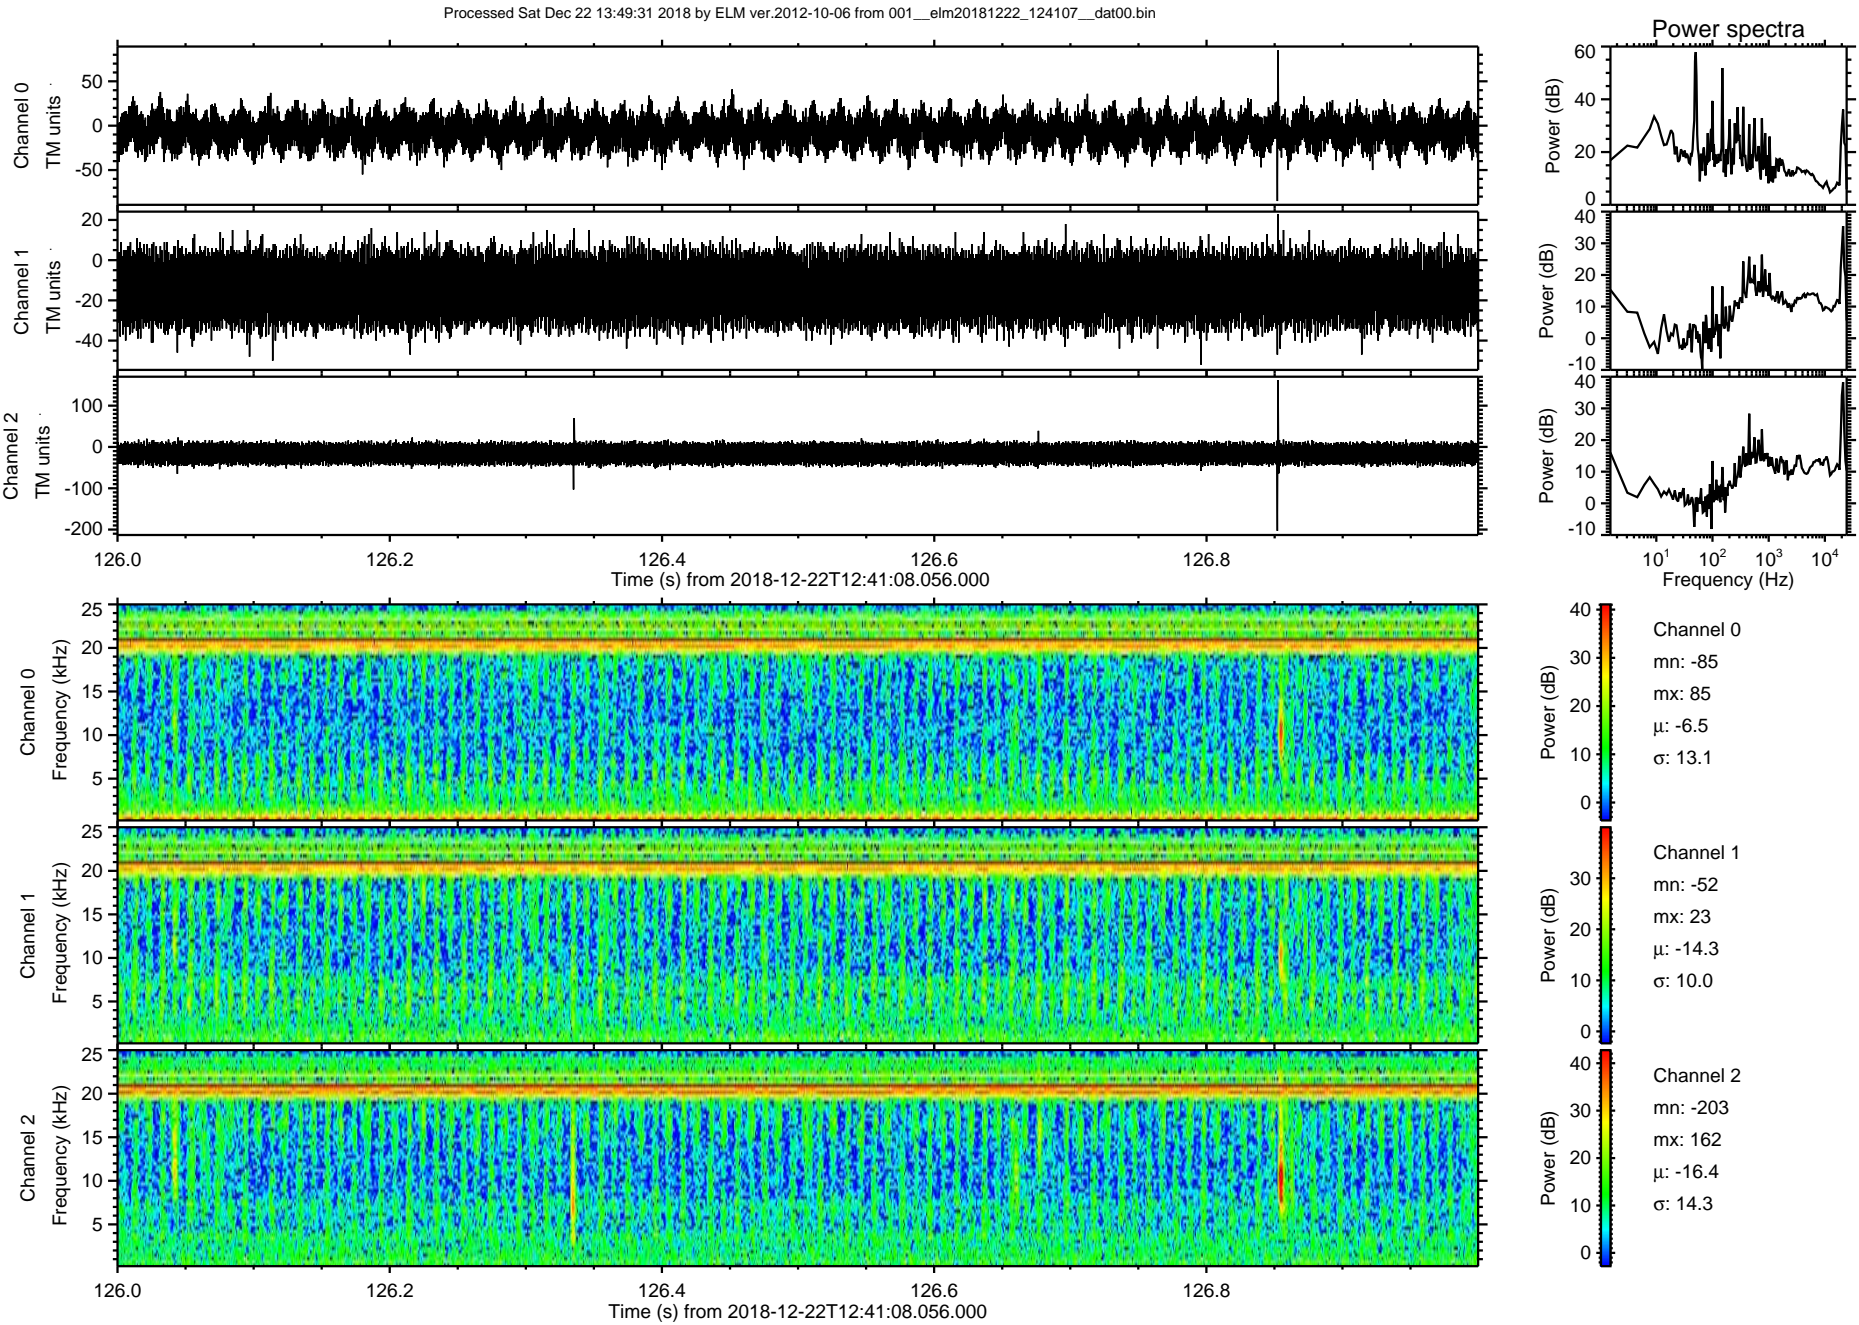 Processed Sat Dec 22 13:49:31 2018 by ELM ver.2012-10-06 from 001__elm20181222_124107__dat00.bin
Power spectra
Channel 0
TM units
50
0
-50
Power (dB)
60
40
20
0
Channel 1
TM units
20
0
-20
-40
Power (dB)
40
30
20
10
0
-10
Channel 2
TM units
100
0
-100
-200
Power (dB)
40
30
20
10
0
-10
126.0 126.2 126.4 126.6 126.8
Time (s) from 2018-12-22T12:41:08.056.000
10¹ 10² 10³ 10⁴
Frequency (Hz)
Channel 0
Frequency (kHz)
25
20
15
10
5
Power (dB)
40
30
20
10
0
Channel 0
mn: -85
mx: 85
μ: -6.5
σ: 13.1
Channel 1
Frequency (kHz)
25
20
15
10
5
Power (dB)
30
20
10
0
Channel 1
mn: -52
mx: 23
μ: -14.3
σ: 10.0
Channel 2
Frequency (kHz)
25
20
15
10
5
Power (dB)
40
30
20
10
0
Channel 2
mn: -203
mx: 162
μ: -16.4
σ: 14.3
126.0 126.2 126.4 126.6 126.8
Time (s) from 2018-12-22T12:41:08.056.000